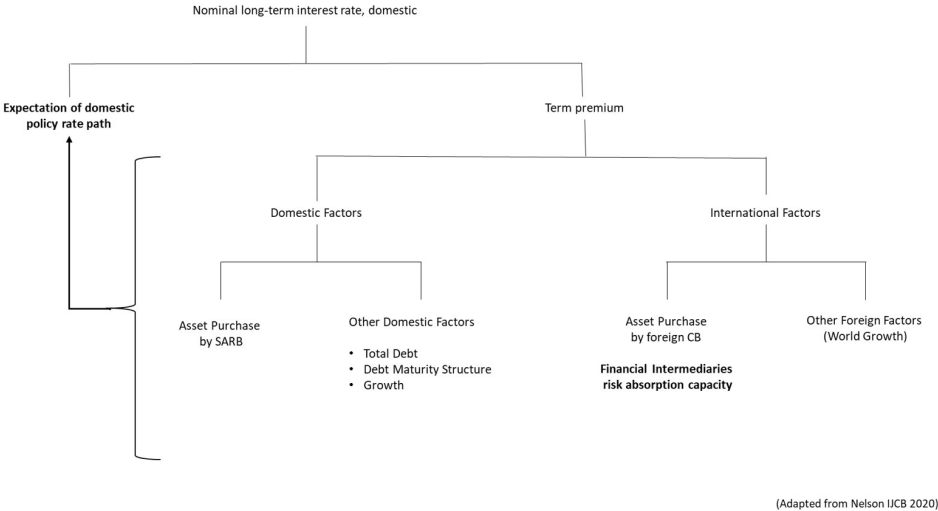 Nominal long-term interest rate, domestic
Expectation of domestic
policy rate path
Term premium
Domestic Factors
International Factors
Asset Purchase
by SARB
Other Domestic Factors
• Total Debt
• Debt Maturity Structure
• Growth
Asset Purchase
by foreign CB
Financial Intermediaries
risk absorption capacity
Other Foreign Factors
(World Growth)
(Adapted from Nelson IJCB 2020)